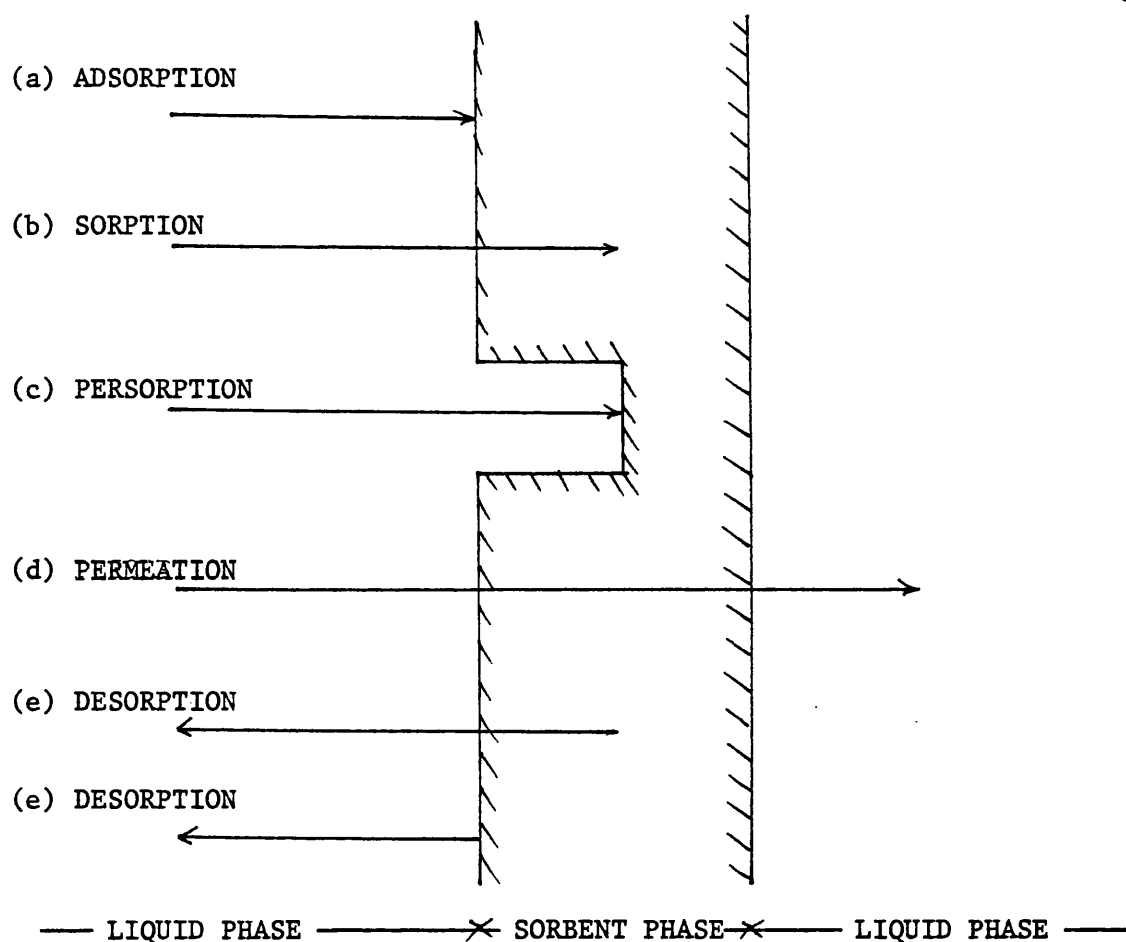 (a) ADSORPTION
(b) SORPTION
(c) PERSORPTION
(d) PERMEATION
(e) DESORPTION
(e) DESORPTION
LIQUID PHASE SORBENT PHASE LIQUID PHASE